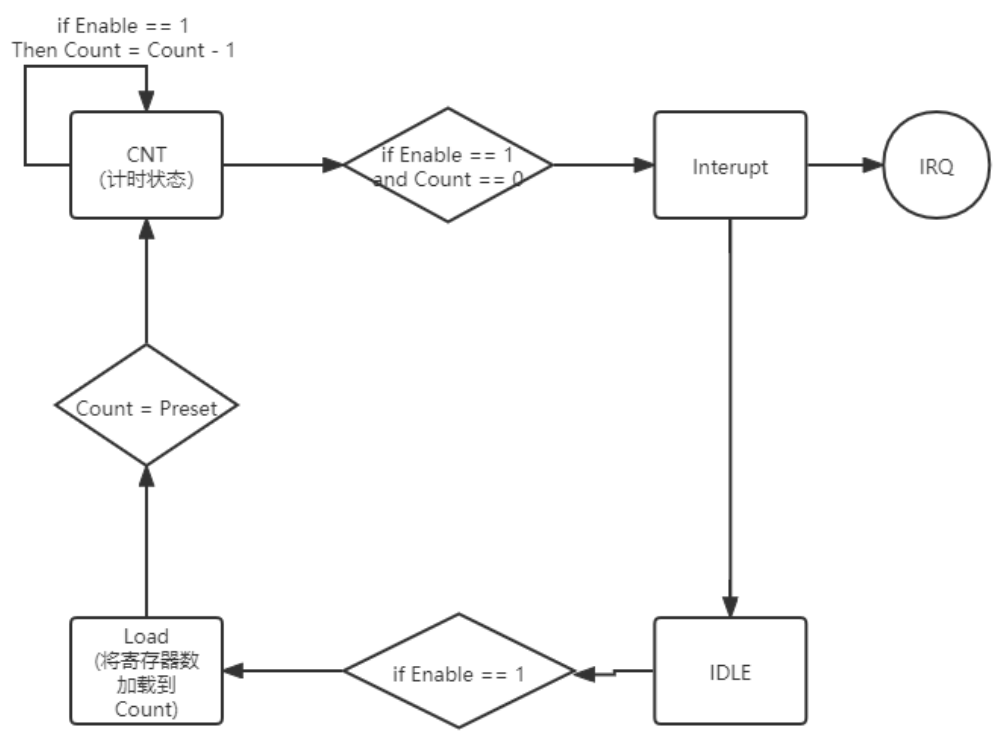 if Enable == 1
Then Count = Count - 1
CNT
(计时状态)
if Enable == 1
and Count == 0
Interupt
IRQ
Count = Preset
Load
(将寄存器数
加载到
Count)
if Enable == 1
IDLE